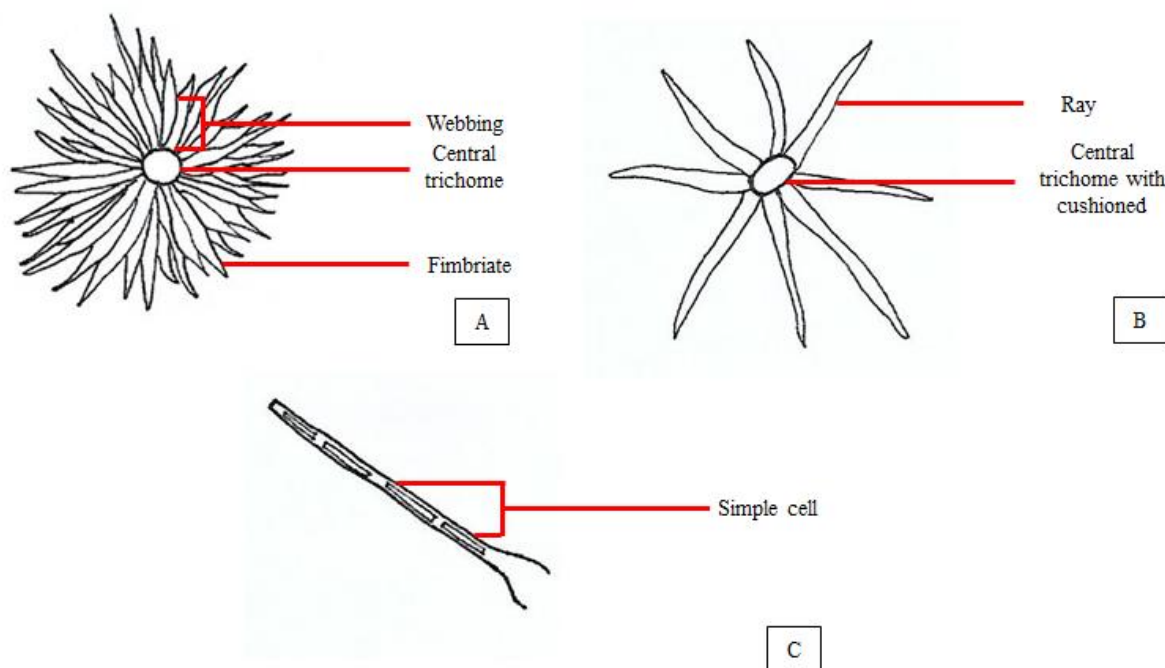 Webbing
Central
trichome
Fimbriate
A
Ray
Central
trichome with
cushioned
B
Simple cell
C